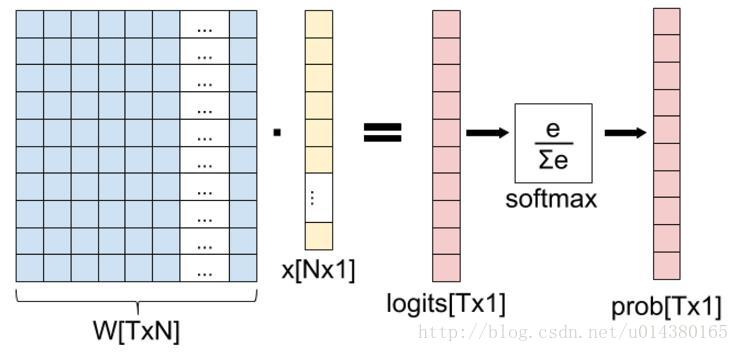 ...
...
...
...
...
...
...
...
...
...
...
·
=
e
Σe
softmax
x[Nx1]
logits[Tx1]
prob[Tx1]
W[TxN]
http://blog.csdn.net/u014380165